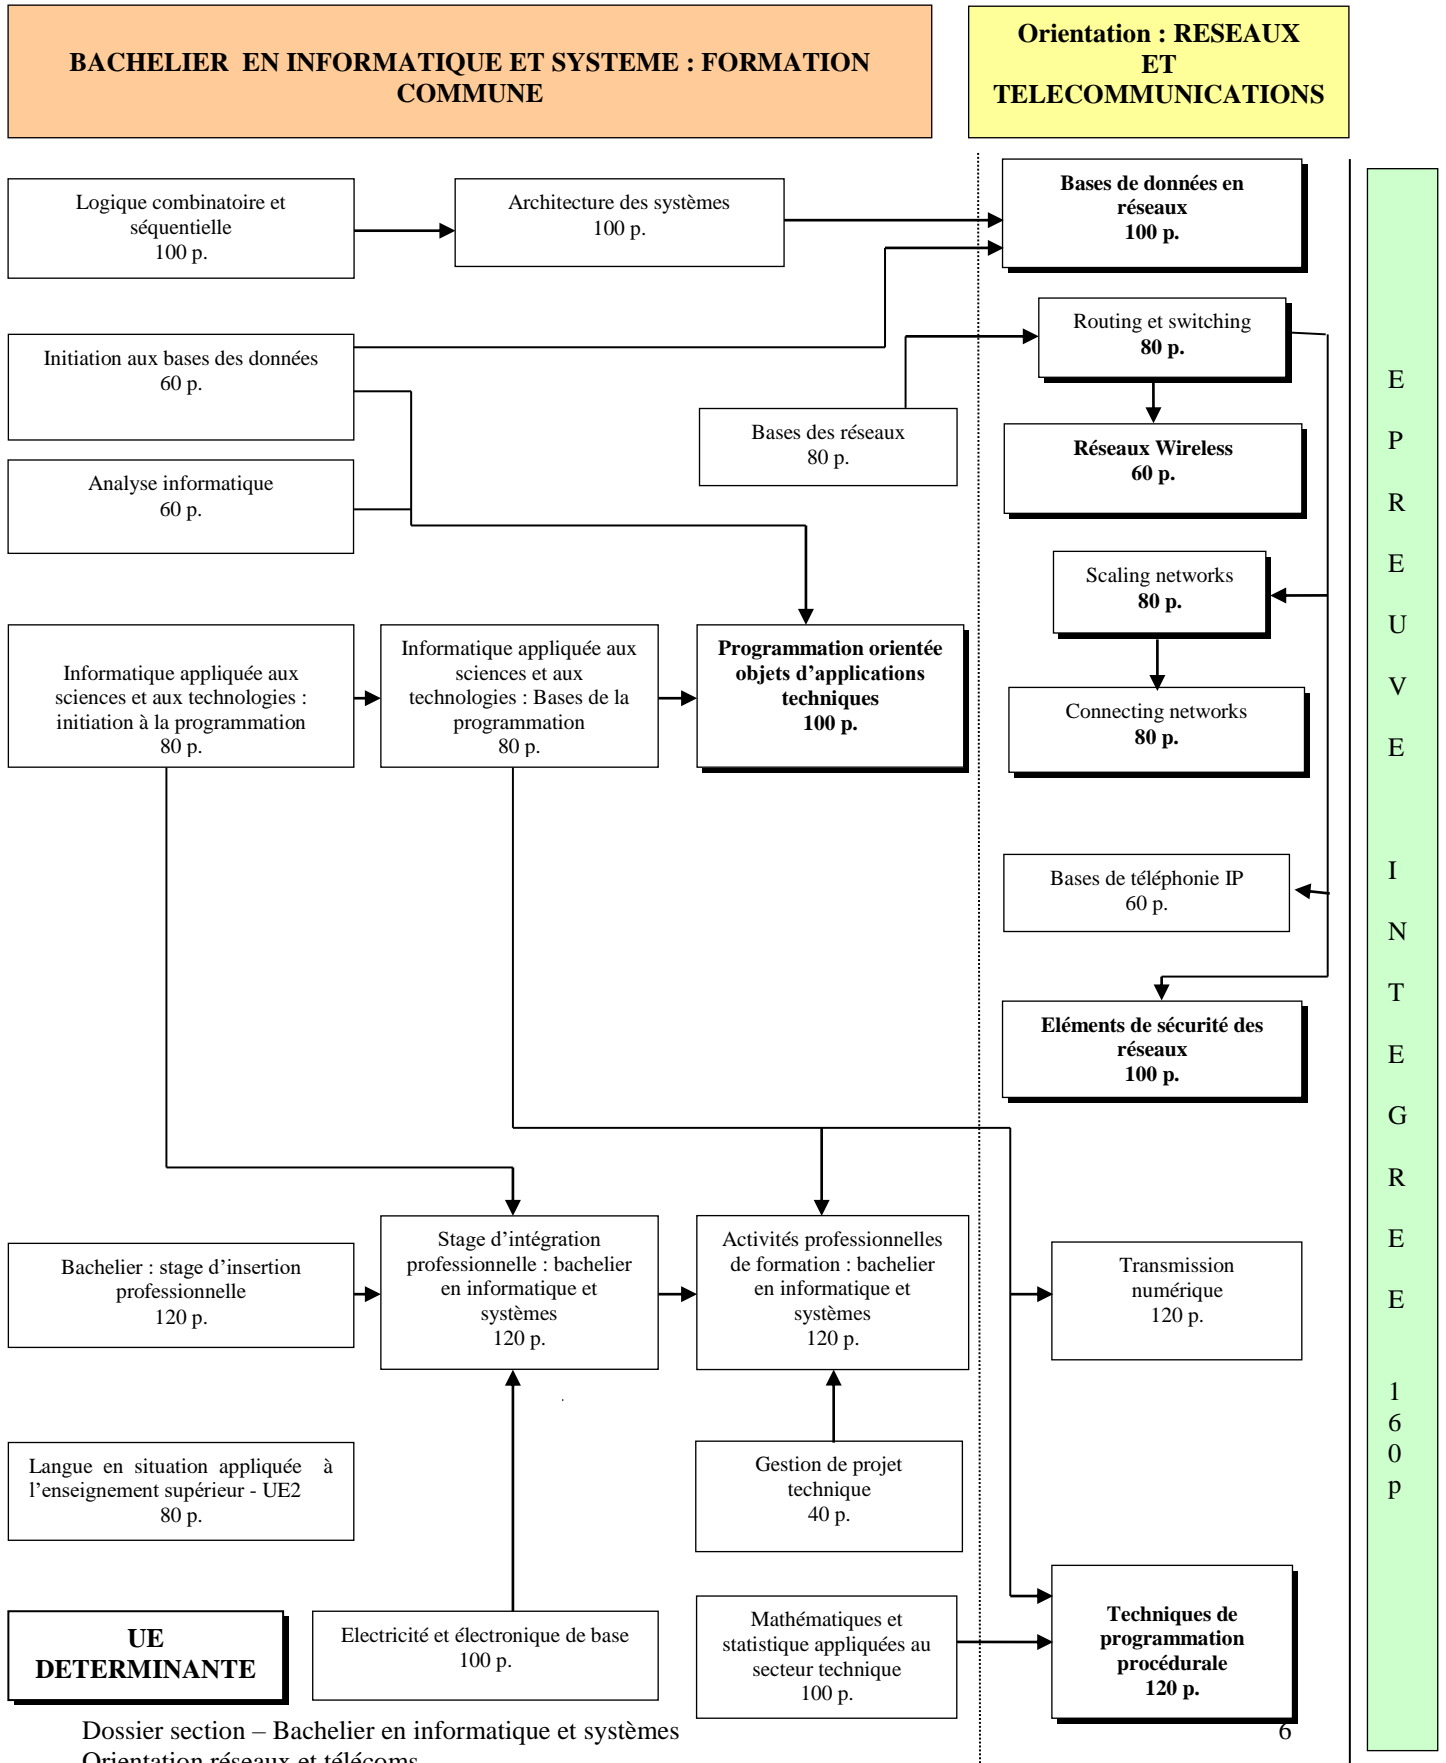 BACHELIER EN INFORMATIQUE ET SYSTEME : FORMATION
COMMUNE
Orientation : RESEAUX
ET
TELECOMMUNICATIONS
Logique combinatoire et
séquentielle
100 p.
Architecture des systèmes
100 p.
Bases de données en
réseaux
100 p.
Initiation aux bases des données
60 p.
Routing et switching
80 p.
Bases des réseaux
80 p.
Réseaux Wireless
60 p.
Analyse informatique
60 p.
Scaling networks
80 p.
Informatique appliquée aux
sciences et aux technologies :
initiation à la programmation
80 p.
Informatique appliquée aux
sciences et aux
technologies : Bases de la
programmation
80 p.
Programmation orientée
objets d'applications
techniques
100 p.
Connecting networks
80 p.
Bases de téléphonie IP
60 p.
Eléments de sécurité des
réseaux
100 p.
Bachelier : stage d'insertion
professionnelle
120 p.
Stage d'intégration
professionnelle : bachelier
en informatique et
systèmes
120 p.
Activités professionnelles
de formation : bachelier
en informatique et
systèmes
120 p.
Transmission
numérique
120 p.
Langue en situation appliquée à
l'enseignement supérieur - UE2
80 p.
Gestion de projet
technique
40 p.
UE
DETERMINANTE
Electricité et électronique de base
100 p.
Mathématiques et
statistique appliquées au
secteur technique
100 p.
Techniques de
programmation
procédurale
120 p.
E
P
R
E
U
V
E
I
N
T
E
G
R
E
E
1
6
0
p
Dossier section – Bachelier en informatique et systèmes
6
Orientation réseaux et télécoms